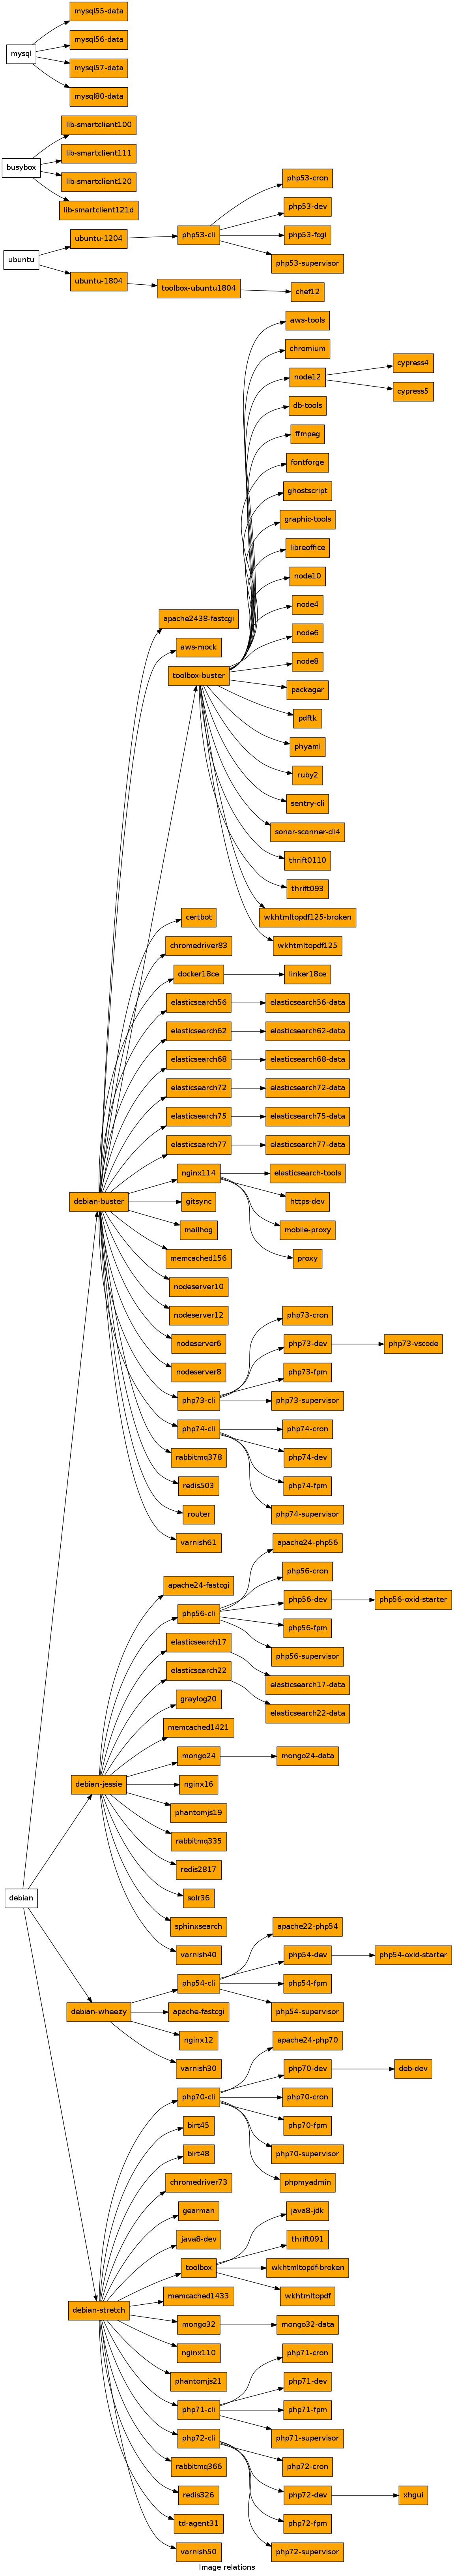 mysql55-data
mysql56-data
mysql
mysql57-data
mysql80-data
lib-smartclient100
lib-smartclient111
busybox
lib-smartclient120
lib-smartclient121d
php53-cron
php53-dev
ubuntu-1204
php53-cli
php53-fcgi
ubuntu
php53-supervisor
ubuntu-1804
toolbox-ubuntu1804
chef12
aws-tools
chromium
cypress4
node12
cypress5
db-tools
ffmpeg
fontforge
ghostscript
graphic-tools
libreoffice
node10
node4
apache2438-fastcgi
node6
aws-mock
node8
toolbox-buster
packager
pdftk
phyaml
ruby2
sentry-cli
sonar-scanner-cli4
thrift0110
thrift093
certbot
wkhtmltopdf125-broken
chromedriver83
wkhtmltopdf125
docker18ce
linker18ce
elasticsearch56
elasticsearch56-data
elasticsearch62
elasticsearch62-data
elasticsearch68
elasticsearch68-data
elasticsearch72
elasticsearch72-data
elasticsearch75
elasticsearch75-data
elasticsearch77
elasticsearch77-data
nginx114
elasticsearch-tools
debian-buster
gitsync
https-dev
mailhog
mobile-proxy
memcached156
proxy
nodeserver10
nodeserver12
php73-cron
nodeserver6
php73-dev
php73-vscode
nodeserver8
php73-fpm
php73-cli
php73-supervisor
php74-cli
php74-cron
rabbitmq378
php74-dev
redis503
php74-fpm
router
php74-supervisor
varnish61
apache24-php56
apache24-fastcgi
php56-cron
php56-dev
php56-oxid-starter
php56-cli
php56-fpm
elasticsearch17
php56-supervisor
elasticsearch22
elasticsearch17-data
graylog20
elasticsearch22-data
memcached1421
mongo24
mongo24-data
debian-jessie
nginx16
phantomjs19
rabbitmq335
redis2817
debian
solr36
sphinxsearch
apache22-php54
varnish40
php54-dev
php54-oxid-starter
php54-cli
php54-fpm
debian-wheezy
apache-fastcgi
php54-supervisor
nginx12
apache24-php70
varnish30
php70-dev
deb-dev
php70-cli
php70-cron
birt45
php70-fpm
birt48
php70-supervisor
chromedriver73
phpmyadmin
gearman
java8-jdk
java8-dev
thrift091
toolbox
wkhtmltopdf-broken
memcached1433
wkhtmltopdf
debian-stretch
mongo32
mongo32-data
nginx110
php71-cron
phantomjs21
php71-dev
php71-cli
php71-fpm
php72-cli
php71-supervisor
rabbitmq366
php72-cron
redis326
php72-dev
xhgui
td-agent31
php72-fpm
varnish50
php72-supervisor
Image relations